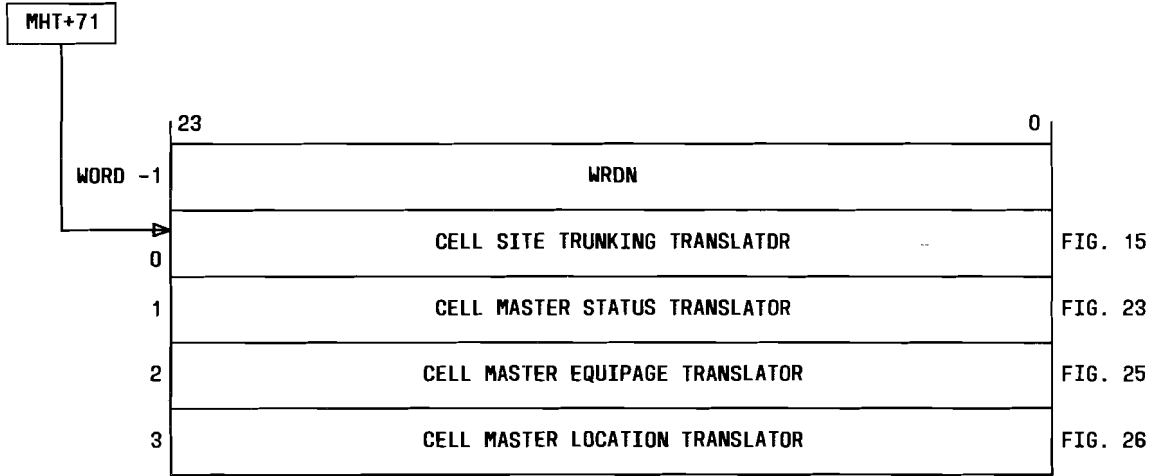 MHT+71
23 0
WORD -1 WRDN
0 CELL SITE TRUNKING TRANSLATOR FIG. 15
1 CELL MASTER STATUS TRANSLATOR FIG. 23
2 CELL MASTER EQUIPAGE TRANSLATOR FIG. 25
3 CELL MASTER LOCATION TRANSLATOR FIG. 26